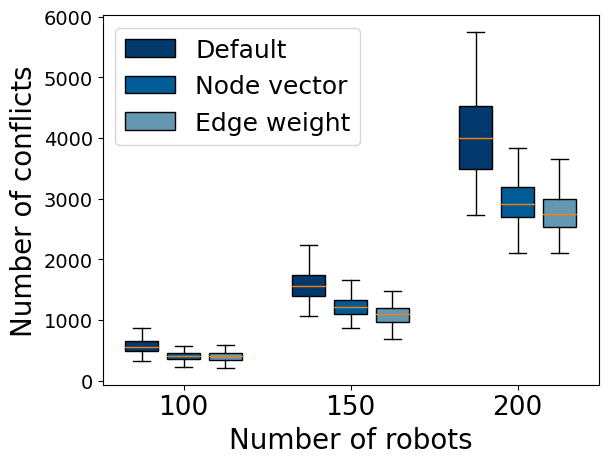 Number of conflicts
6000
5000
4000
3000
2000
1000
0
Default
Node vector
Edge weight
100
150
200
Number of robots